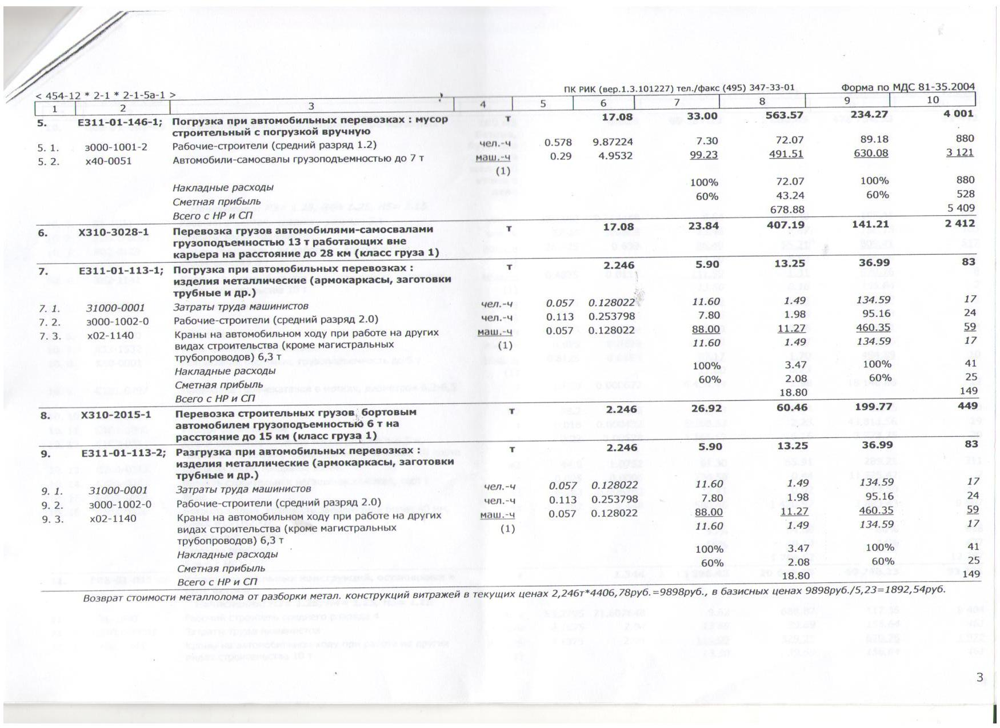 < 454-12 * 2-1 * 2-1-5а-1 > ПК РИК (вер.1.3.101227) тел./факс (495) 347-33-01 Форма по МДС 81-35.2004
1 2 3 4 5 6 7 8 9 10
5. Е311-01-146-1; Погрузка при автомобильных перевозках : мусор т 17.08 33.00 563.57 234.27 4 001
строительный с погрузкой вручную
5. 1. з000-1001-2 Рабочие-строители (средний разряд 1.2) чел.-ч 0.578 9.87224 7.30 72.07 89.18 880
5. 2. х40-0051 Автомобили-самосвалы грузоподъемностью до 7 т маш.-ч 0.29 4.9532 99.23 491.51 630.08 3 121
(1)
Накладные расходы 100% 72.07 100% 880
Сметная прибыль 60% 43.24 60% 528
Всего с НР и СП 678.88 5 409
6. Х310-3028-1 Перевозка грузов автомобилями-самосвалами т 17.08 23.84 407.19 141.21 2 412
грузоподъемностью 13 т работающих вне
карьера на расстояние до 28 км (класс груза 1)
7. Е311-01-113-1; Погрузка при автомобильных перевозках : т 2.246 5.90 13.25 36.99 83
изделия металлические (армокаркасы, заготовки
трубные и др.)
7. 1. 31000-0001 Затраты труда машинистов чел.-ч 0.057 0.128022 11.60 1.49 134.59 17
7. 2. з000-1002-0 Рабочие-строители (средний разряд 2.0) чел.-ч 0.113 0.253798 7.80 1.98 95.16 24
7. 3. х02-1140 Краны на автомобильном ходу при работе на других маш.-ч 0.057 0.128022 88.00 11.27 460.35 59
видах строительства (кроме магистральных (1) 11.60 1.49 134.59 17
трубопроводов) 6,3 т
Накладные расходы 100% 3.47 100% 41
Сметная прибыль 60% 2.08 60% 25
Всего с НР и СП 18.80 149
8. Х310-2015-1 Перевозка строительных грузов бортовым т 2.246 26.92 60.46 199.77 449
автомобилем грузоподъемностью 6 т на
расстояние до 15 км (класс груза 1)
9. Е311-01-113-2; Разгрузка при автомобильных перевозках : т 2.246 5.90 13.25 36.99 83
изделия металлические (армокаркасы, заготовки
трубные и др.)
9. 1. 31000-0001 Затраты труда машинистов чел.-ч 0.057 0.128022 11.60 1.49 134.59 17
9. 2. з000-1002-0 Рабочие-строители (средний разряд 2.0) чел.-ч 0.113 0.253798 7.80 1.98 95.16 24
9. 3. х02-1140 Краны на автомобильном ходу при работе на других маш.-ч 0.057 0.128022 88.00 11.27 460.35 59
видах строительства (кроме магистральных (1) 11.60 1.49 134.59 17
трубопроводов) 6,3 т
Накладные расходы 100% 3.47 100% 41
Сметная прибыль 60% 2.08 60% 25
Всего с НР и СП 18.80 149
Возврат стоимости металлолома от разборки метал. конструкций витражей в текущих ценах 2,246т*4406,78руб.=9898руб., в базисных ценах 9898руб./5,23=1892,54руб.
3